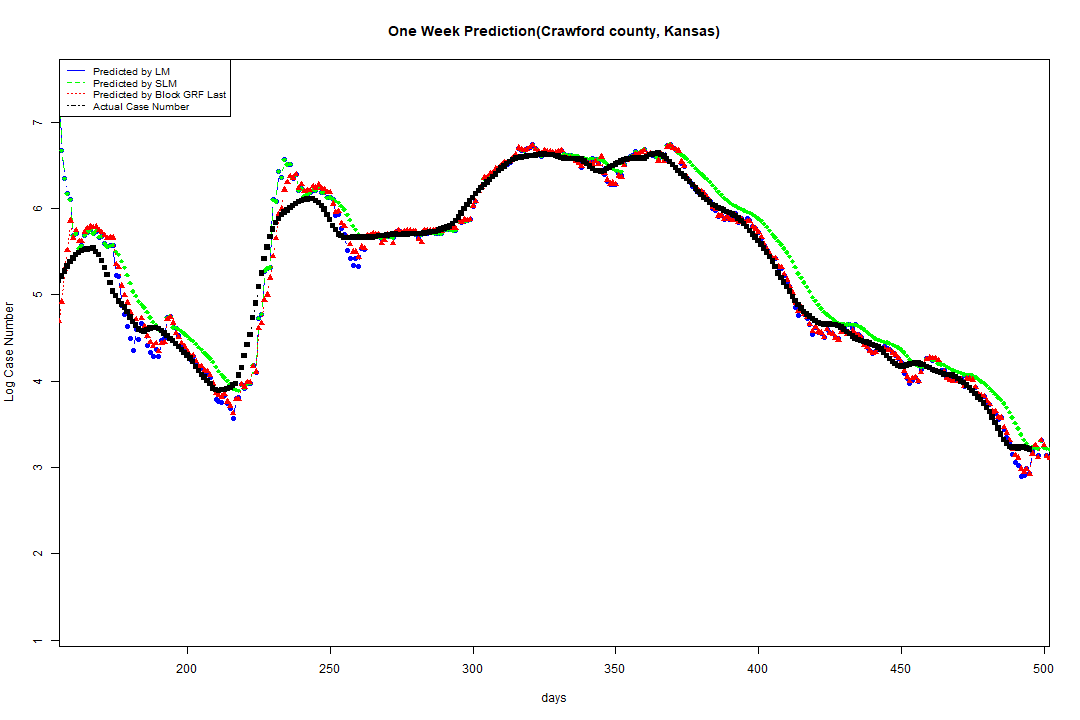 One Week Prediction(Crawford county, Kansas)
Predicted by LM
Predicted by SLM
Predicted by Block GRF Last
Actual Case Number
Log Case Number
7
6
5
4
3
2
1
200 250 300 350 400 450 500
days